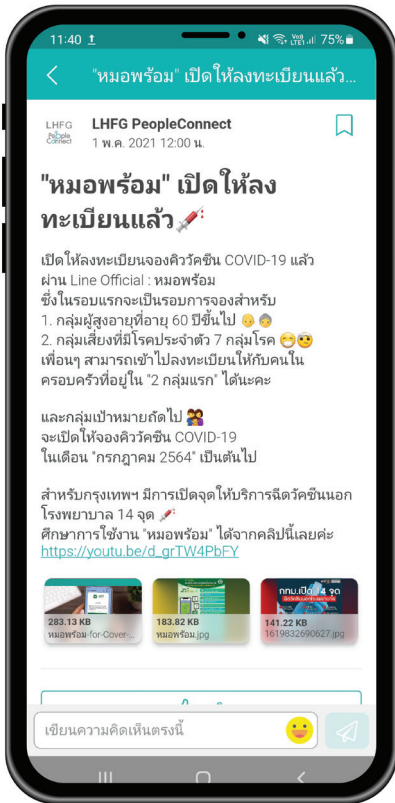 11:40
75%
"หมอพร้อม" เปิดให้ลงทะเบียนแล้ว...
LHFG
People
Connect
LHFG PeopleConnect
1 พ.ค. 2021 12:00 น.
"หมอพร้อม" เปิดให้ลง
ทะเบียนแล้ว💉
เปิดให้ลงทะเบียนจองคิววัคซีน COVID-19 แล้ว
ผ่าน Line Official : หมอพร้อม
ซึ่งในรอบแรกจะเป็นรอบการจองสำหรับ
1. กลุ่มผู้สูงอายุที่อายุ 60 ปีขึ้นไป 👴👵
2. กลุ่มเสี่ยงที่มีโรคประจำตัว 7 กลุ่มโรค 😷🤕
เพื่อนๆ สามารถเข้าไปลงทะเบียนให้กับคนใน
ครอบครัวที่อยู่ใน "2 กลุ่มแรก" ได้นะคะ
และกลุ่มเป้าหมายถัดไป 👩‍❤️‍👨
จะเปิดให้จองคิววัคซีน COVID-19
ในเดือน "กรกฎาคม 2564" เป็นต้นไป
สำหรับกรุงเทพฯ มีการเปิดจุดให้บริการฉีดวัคซีนนอก
โรงพยาบาล 14 จุด 💉
ศึกษาการใช้งาน "หมอพร้อม" ได้จากคลิปนี้เลยค่ะ
https://youtu.be/d_grTW4PbFY
กทม.เปิด 14 จุด
283.13 KB
หมอพร้อม-for-Cover-...
183.82 KB
หมอพร้อม.jpg
141.22 KB
1619832690627.jpg
เขียนความคิดเห็นตรงนี้